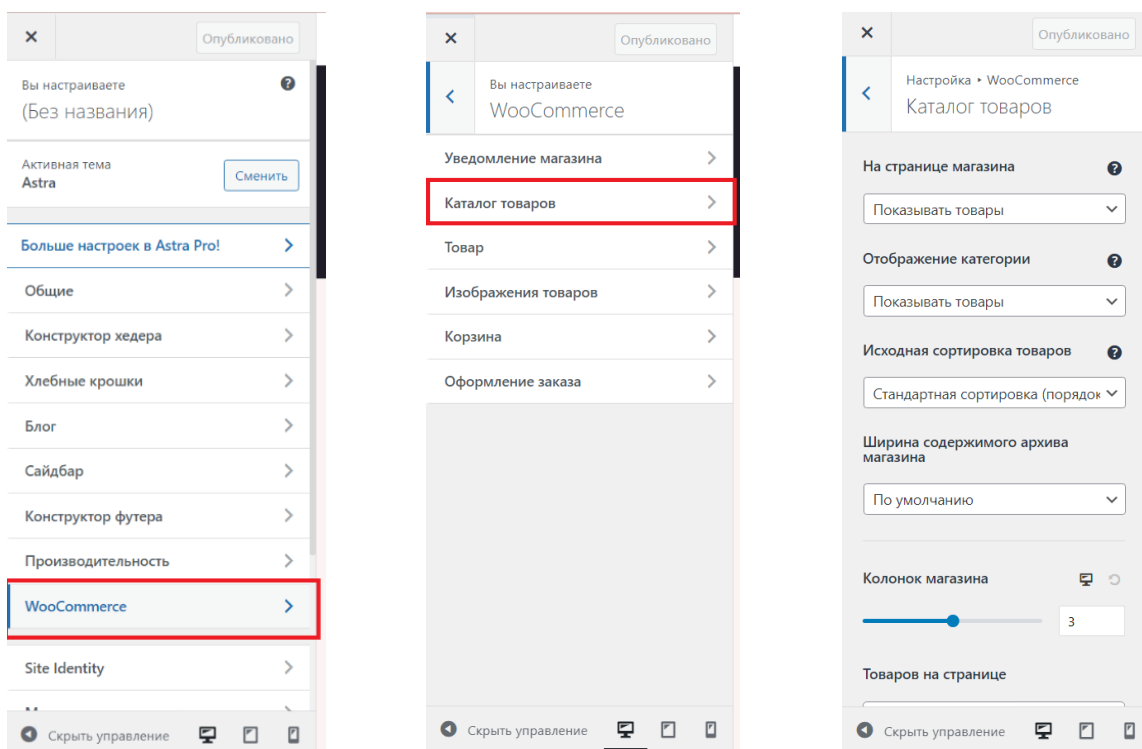 Опубликовано
Вы настраиваете
(Без названия)
Активная тема
Astra
Сменить
Больше настроек в Astra Pro!
Общие
Конструктор хедера
Хлебные крошки
Блог
Сайдбар
Конструктор футера
Производительность
WooCommerce
Site Identity
Скрыть управление
Опубликовано
Вы настраиваете
WooCommerce
Уведомление магазина
Каталог товаров
Товар
Изображения товаров
Корзина
Оформление заказа
Скрыть управление
Опубликовано
Настройка • WooCommerce
Каталог товаров
На странице магазина
Показывать товары
Отображение категории
Показывать товары
Исходная сортировка товаров
Стандартная сортировка (порядок
Ширина содержимого архива
магазина
По умолчанию
Колонок магазина
3
Товаров на странице
Скрыть управление